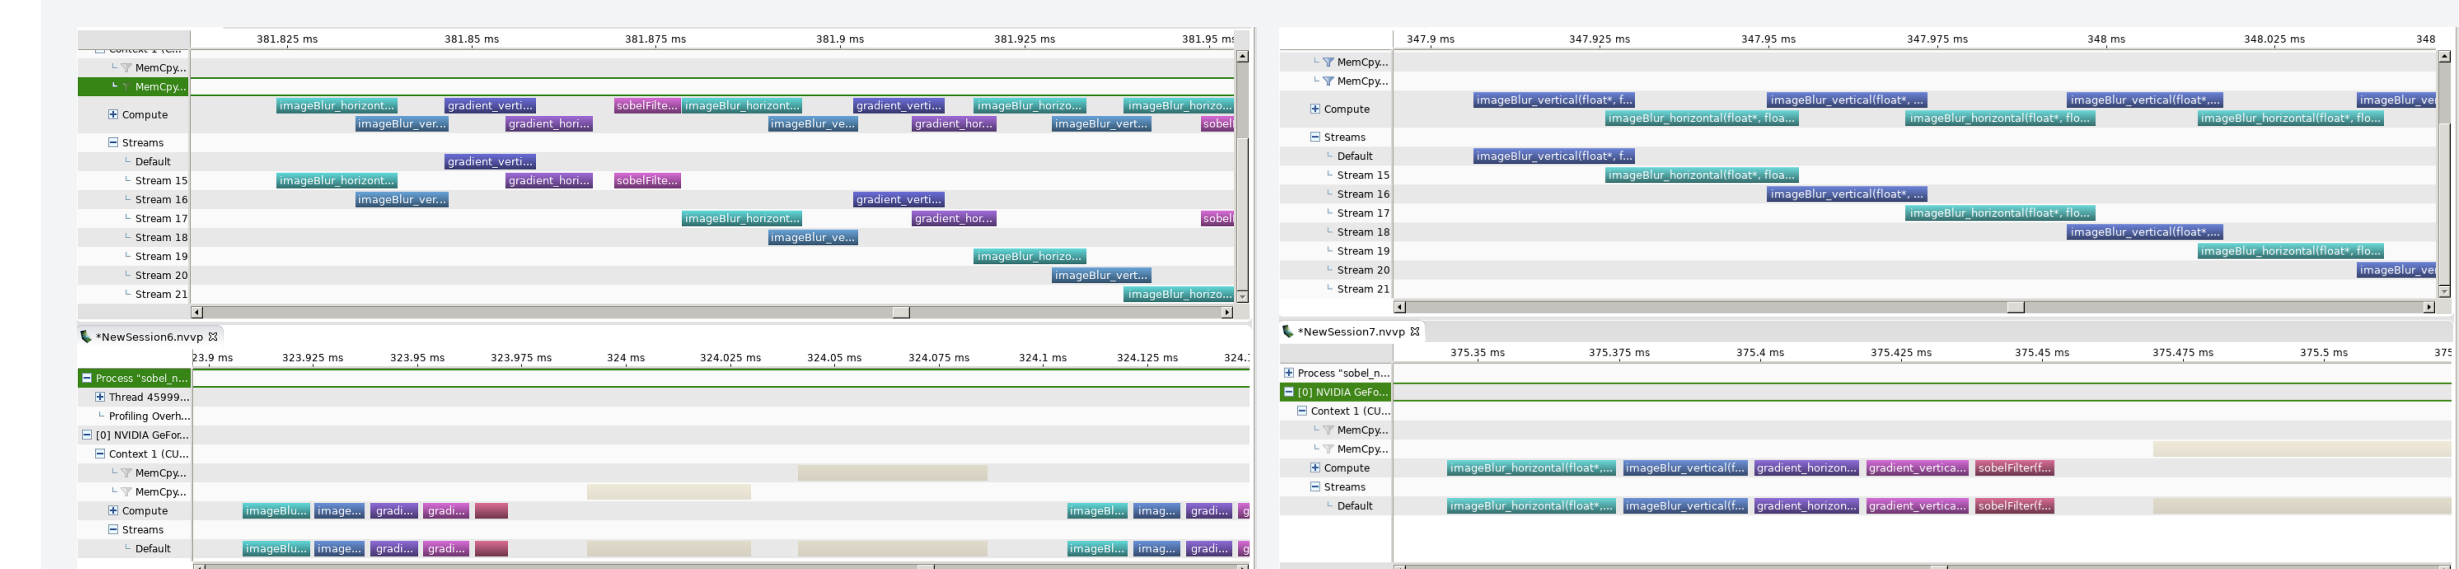 381.825 ms 381.85 ms 381.875 ms 381.9 ms 381.925 ms 381.95 ms
Context 1 (C...
MemCpy...
MemCpy...
Compute
imageBlur_horizont... gradient_verti... sobelFilte... imageBlur_horizont... gradient_verti... imageBlur_horizo... imageBlur_horizo...
imageBlur_ver... gradient_hori... imageBlur_ve... gradient_hor... imageBlur_vert... sobel
Streams
Default gradient_verti...
Stream 15 imageBlur_horizont... gradient_hori... sobelFilte...
Stream 16 imageBlur_ver... gradient_verti...
Stream 17 imageBlur_horizont... gradient_hor... sobel
Stream 18 imageBlur_ve...
Stream 19 imageBlur_horizo...
Stream 20 imageBlur_vert...
Stream 21 imageBlur_horizo...
347.9 ms 347.925 ms 347.95 ms 347.975 ms 348 ms 348.025 ms 348
MemCpy...
MemCpy...
Compute
imageBlur_vertical(float*, f... imageBlur_vertical(float*, ... imageBlur_vertical(float*,... imageBlur_ve
imageBlur_horizontal(float*, floa... imageBlur_horizontal(float*, flo... imageBlur_horizontal(float*, flo...
Streams
Default imageBlur_vertical(float*, f...
Stream 15 imageBlur_horizontal(float*, floa...
Stream 16 imageBlur_vertical(float*, ...
Stream 17 imageBlur_horizontal(float*, flo...
Stream 18 imageBlur_vertical(float*,...
Stream 19 imageBlur_horizontal(float*, flo...
Stream 20 imageBlur_ve
Stream 21
*NewSession6.nvvp
23.9 ms 323.925 ms 323.95 ms 323.975 ms 324 ms 324.025 ms 324.05 ms 324.075 ms 324.1 ms 324.125 ms 324.
Process "sobel_n...
Thread 45999...
Profiling Overh...
[0] NVIDIA GeFor...
Context 1 (CU...
MemCpy...
MemCpy...
Compute imageBlu... image... gradi... gradi... imageBl... imag... gradi... g
Streams
Default imageBlu... image... gradi... gradi... imageBl... imag... gradi... g
*NewSession7.nvvp
375.35 ms 375.375 ms 375.4 ms 375.425 ms 375.45 ms 375.475 ms 375.5 ms 375
Process "sobel_n...
[0] NVIDIA GeFo...
Context 1 (CU...
MemCpy...
MemCpy...
Compute imageBlur_horizontal(float*,... imageBlur_vertical(f... gradient_horizon... gradient_vertica... sobelFilter(f...
Streams
Default imageBlur_horizontal(float*,... imageBlur_vertical(f... gradient_horizon... gradient_vertica... sobelFilter(f...